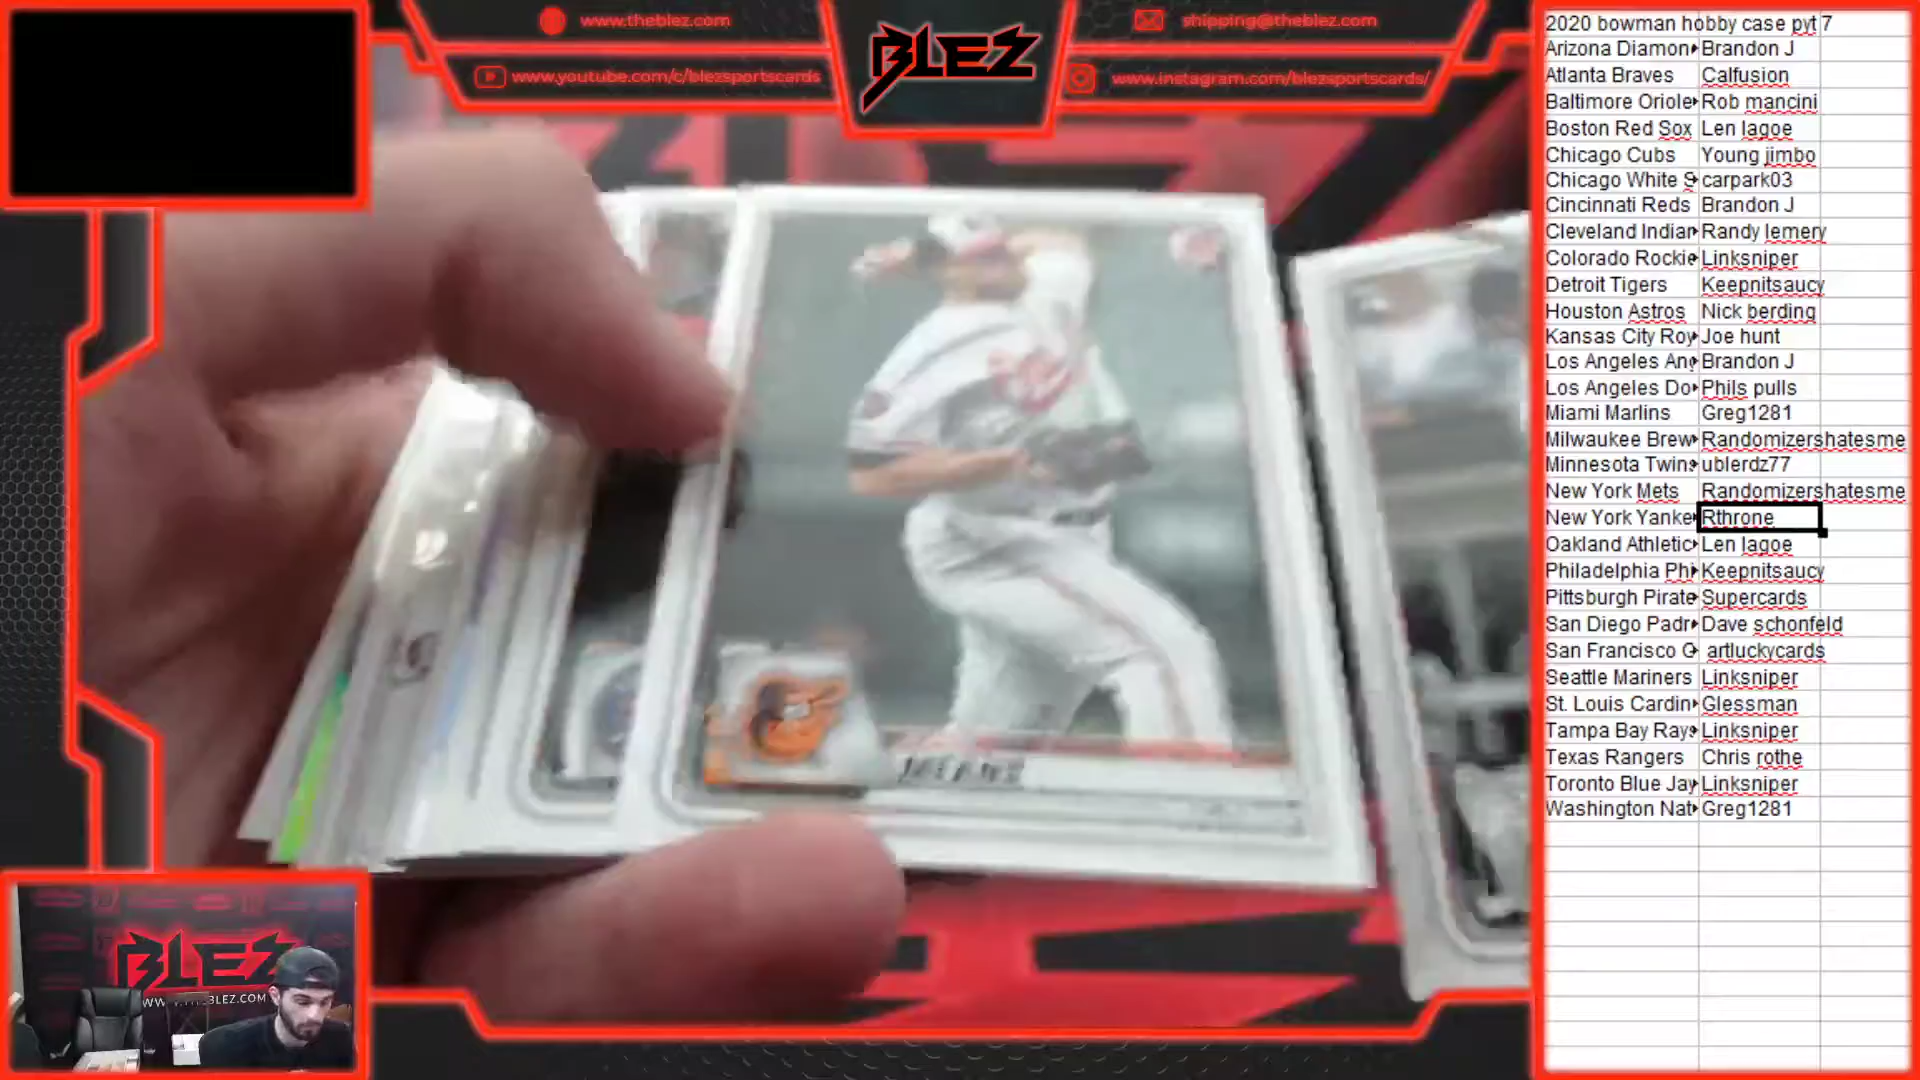 www.theblez.com
shipping@theblez.com
BLEZ
www.youtube.com/c/blezsportscards
www.instagram.com/blezsportscards/
2020 bowman hobby case pyt 7
Arizona Diamon Brandon J
Atlanta Braves Calfusion
Baltimore Oriole Rob mancini
Boston Red Sox Len lagoe
Chicago Cubs Young jimbo
Chicago White S carpark03
Cincinnati Reds Brandon J
Cleveland Indian Randy lemery
Colorado Rockie Linksniper
Detroit Tigers Keepnitsaucy
Houston Astros Nick berding
Kansas City Roy Joe hunt
Los Angeles Ang Brandon J
Los Angeles Do Phils pulls
Miami Marlins Greg1281
Milwaukee Brew Randomizershatesme
Minnesota Twins ublerdz77
New York Mets Randomizershatesme
New York Yanke Rthrone
Oakland Athletic Len lagoe
Philadelphia Phi Keepnitsaucy
Pittsburgh Pirate Supercards
San Diego Padr Dave schonfeld
San Francisco G artluckycards
Seattle Mariners Linksniper
St. Louis Cardin Glessman
Tampa Bay Rays Linksniper
Texas Rangers Chris rothe
Toronto Blue Jay Linksniper
Washington Nat Greg1281
MEANS
BLEZ